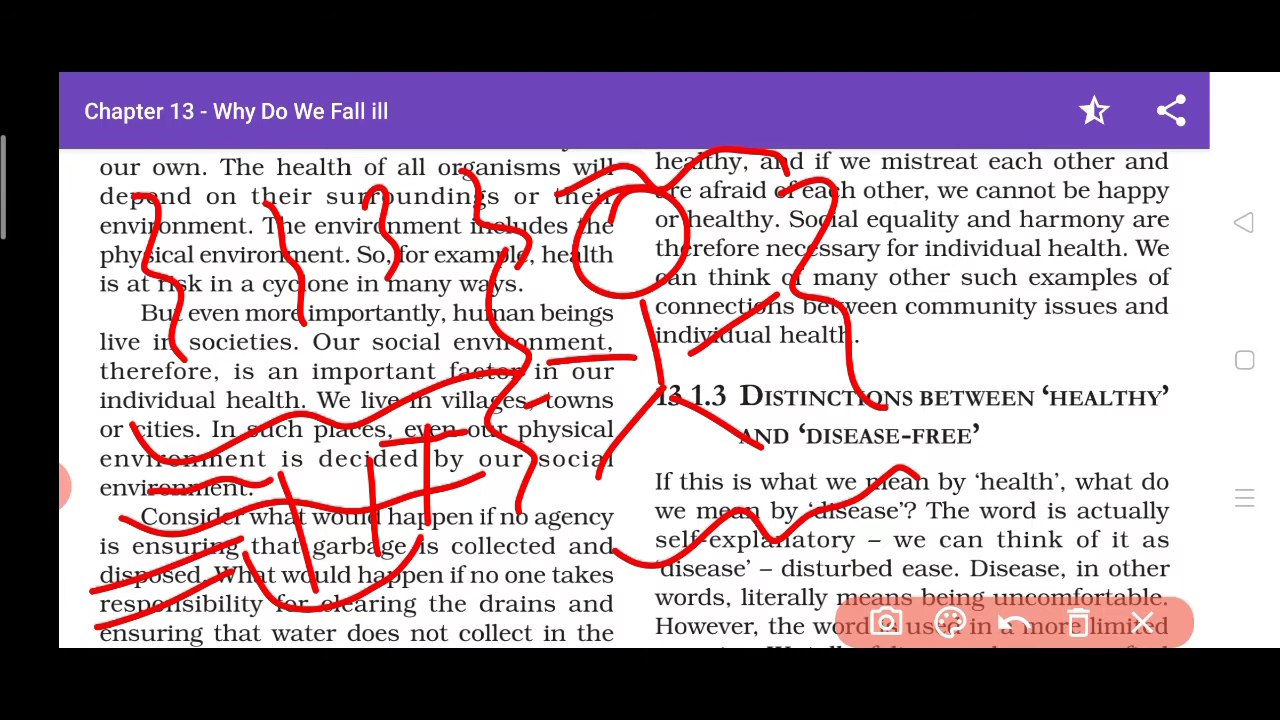 Chapter 13 - Why Do We Fall ill
our own. The health of all organisms will
depend on their surroundings or their
environment. The environment includes the
physical environment. So, for example, health
is at risk in a cyclone in many ways.
But even more importantly, human beings
live in societies. Our social environment,
therefore, is an important factor in our
individual health. We live in villages, towns
or cities. In such places, even our physical
environment is decided by our social
environment.
Consider what would happen if no agency
is ensuring that garbage is collected and
disposed. What would happen if no one takes
responsibility for clearing the drains and
ensuring that water does not collect in the
healthy, and if we mistreat each other and
are afraid of each other, we cannot be happy
or healthy. Social equality and harmony are
therefore necessary for individual health. We
can think of many other such examples of
connections between community issues and
individual health.
13.1.3 DISTINCTIONS BETWEEN ‘HEALTHY’
AND ‘DISEASE-FREE’
If this is what we mean by ‘health’, what do
we mean by ‘disease’? The word is actually
self-explanatory – we can think of it as
‘disease’ – disturbed ease. Disease, in other
words, literally means being uncomfortable.
However, the word is used in a more limited